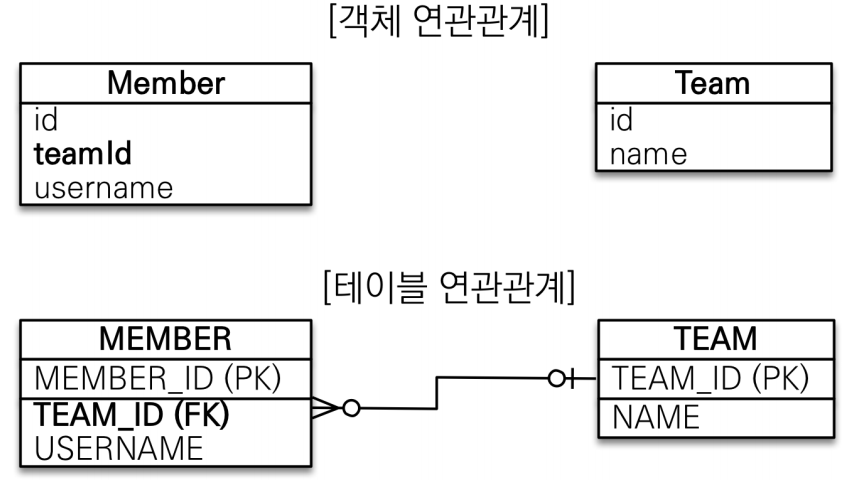 [객체 연관관계]
Member
id
teamId
username
Team
id
name
[테이블 연관관계]
MEMBER
MEMBER_ID (PK)
TEAM_ID (FK)
USERNAME
TEAM
TEAM_ID (PK)
NAME